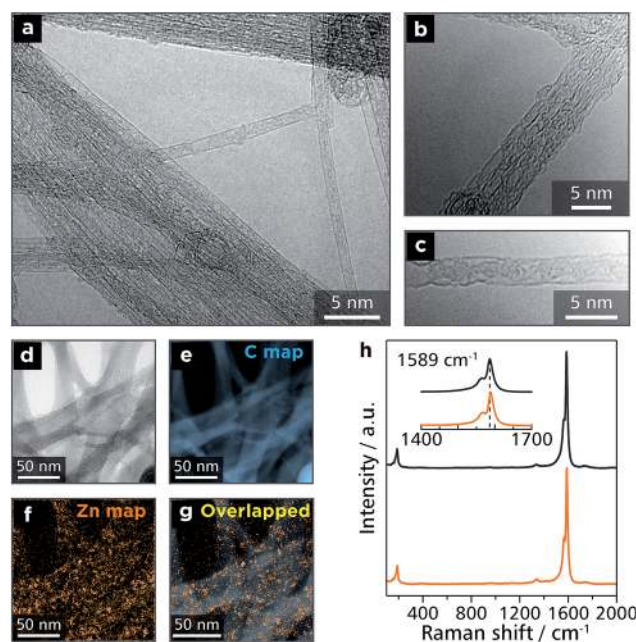 a
5 nm
b
5 nm
c
5 nm
d
50 nm
e
C map
50 nm
f
Zn map
50 nm
g
Overlapped
50 nm
h
1589 cm⁻¹
1400 1700
Intensity / a.u.
400 800 1200 1600 2000
Raman shift / cm⁻¹